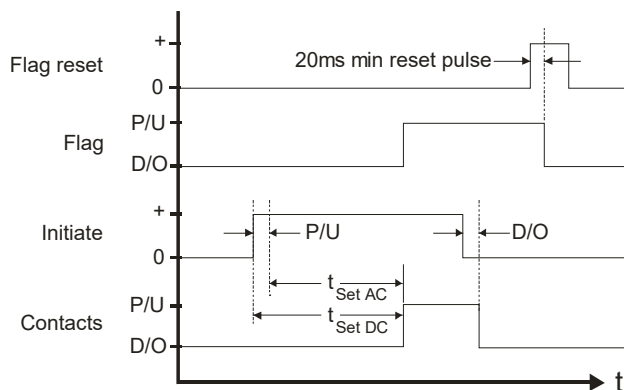 +
Flag reset
20ms min reset pulse
0
P/U
Flag
D/O
+
Initiate
P/U
D/O
0
t Set AC
P/U
t Set DC
Contacts
D/O
t